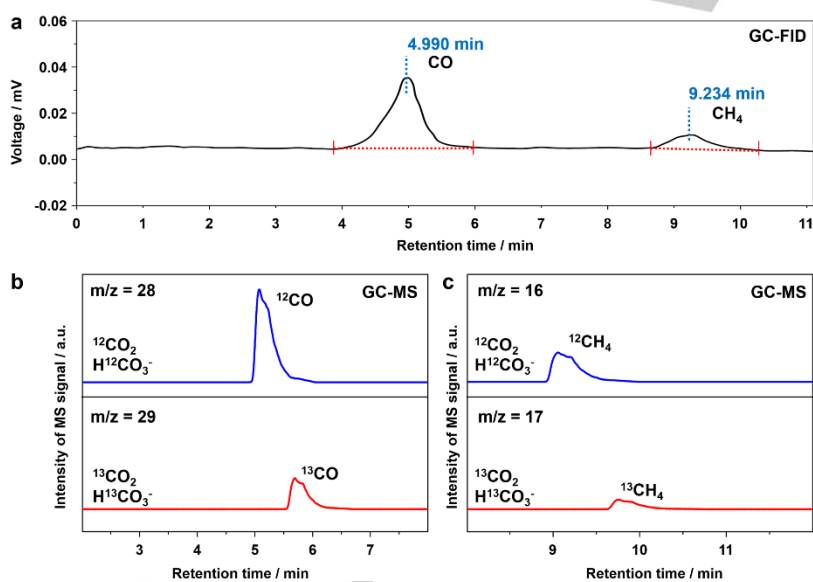 a
GC-FID
4.990 min
CO
9.234 min
CH₄
Voltage / mV
0.06
0.04
0.02
0.00
-0.02
0 1 2 3 4 5 6 7 8 9 10 11
Retention time / min
b
m/z = 28
GC-MS
¹²CO
¹²CO₂
H¹²CO₃⁻
m/z = 29
¹³CO
¹³CO₂
H¹³CO₃⁻
Intensity of MS signal / a.u.
3 4 5 6 7
Retention time / min
c
m/z = 16
GC-MS
¹²CH₄
¹²CO₂
H¹²CO₃⁻
m/z = 17
¹³CH₄
¹³CO₂
H¹³CO₃⁻
Intensity of MS signal / a.u.
9 10 11
Retention time / min